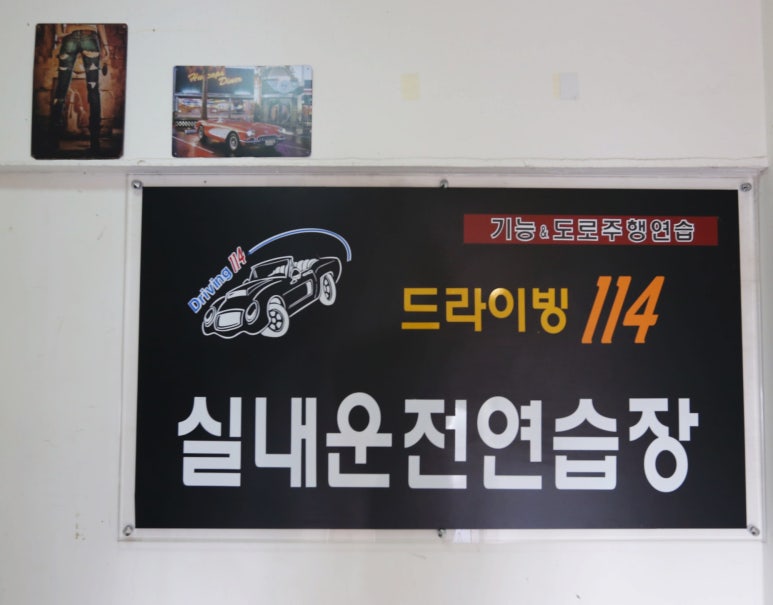 Diner
기능&도로주행연습
Driving 114
드라이빙 114
실내운전연습장